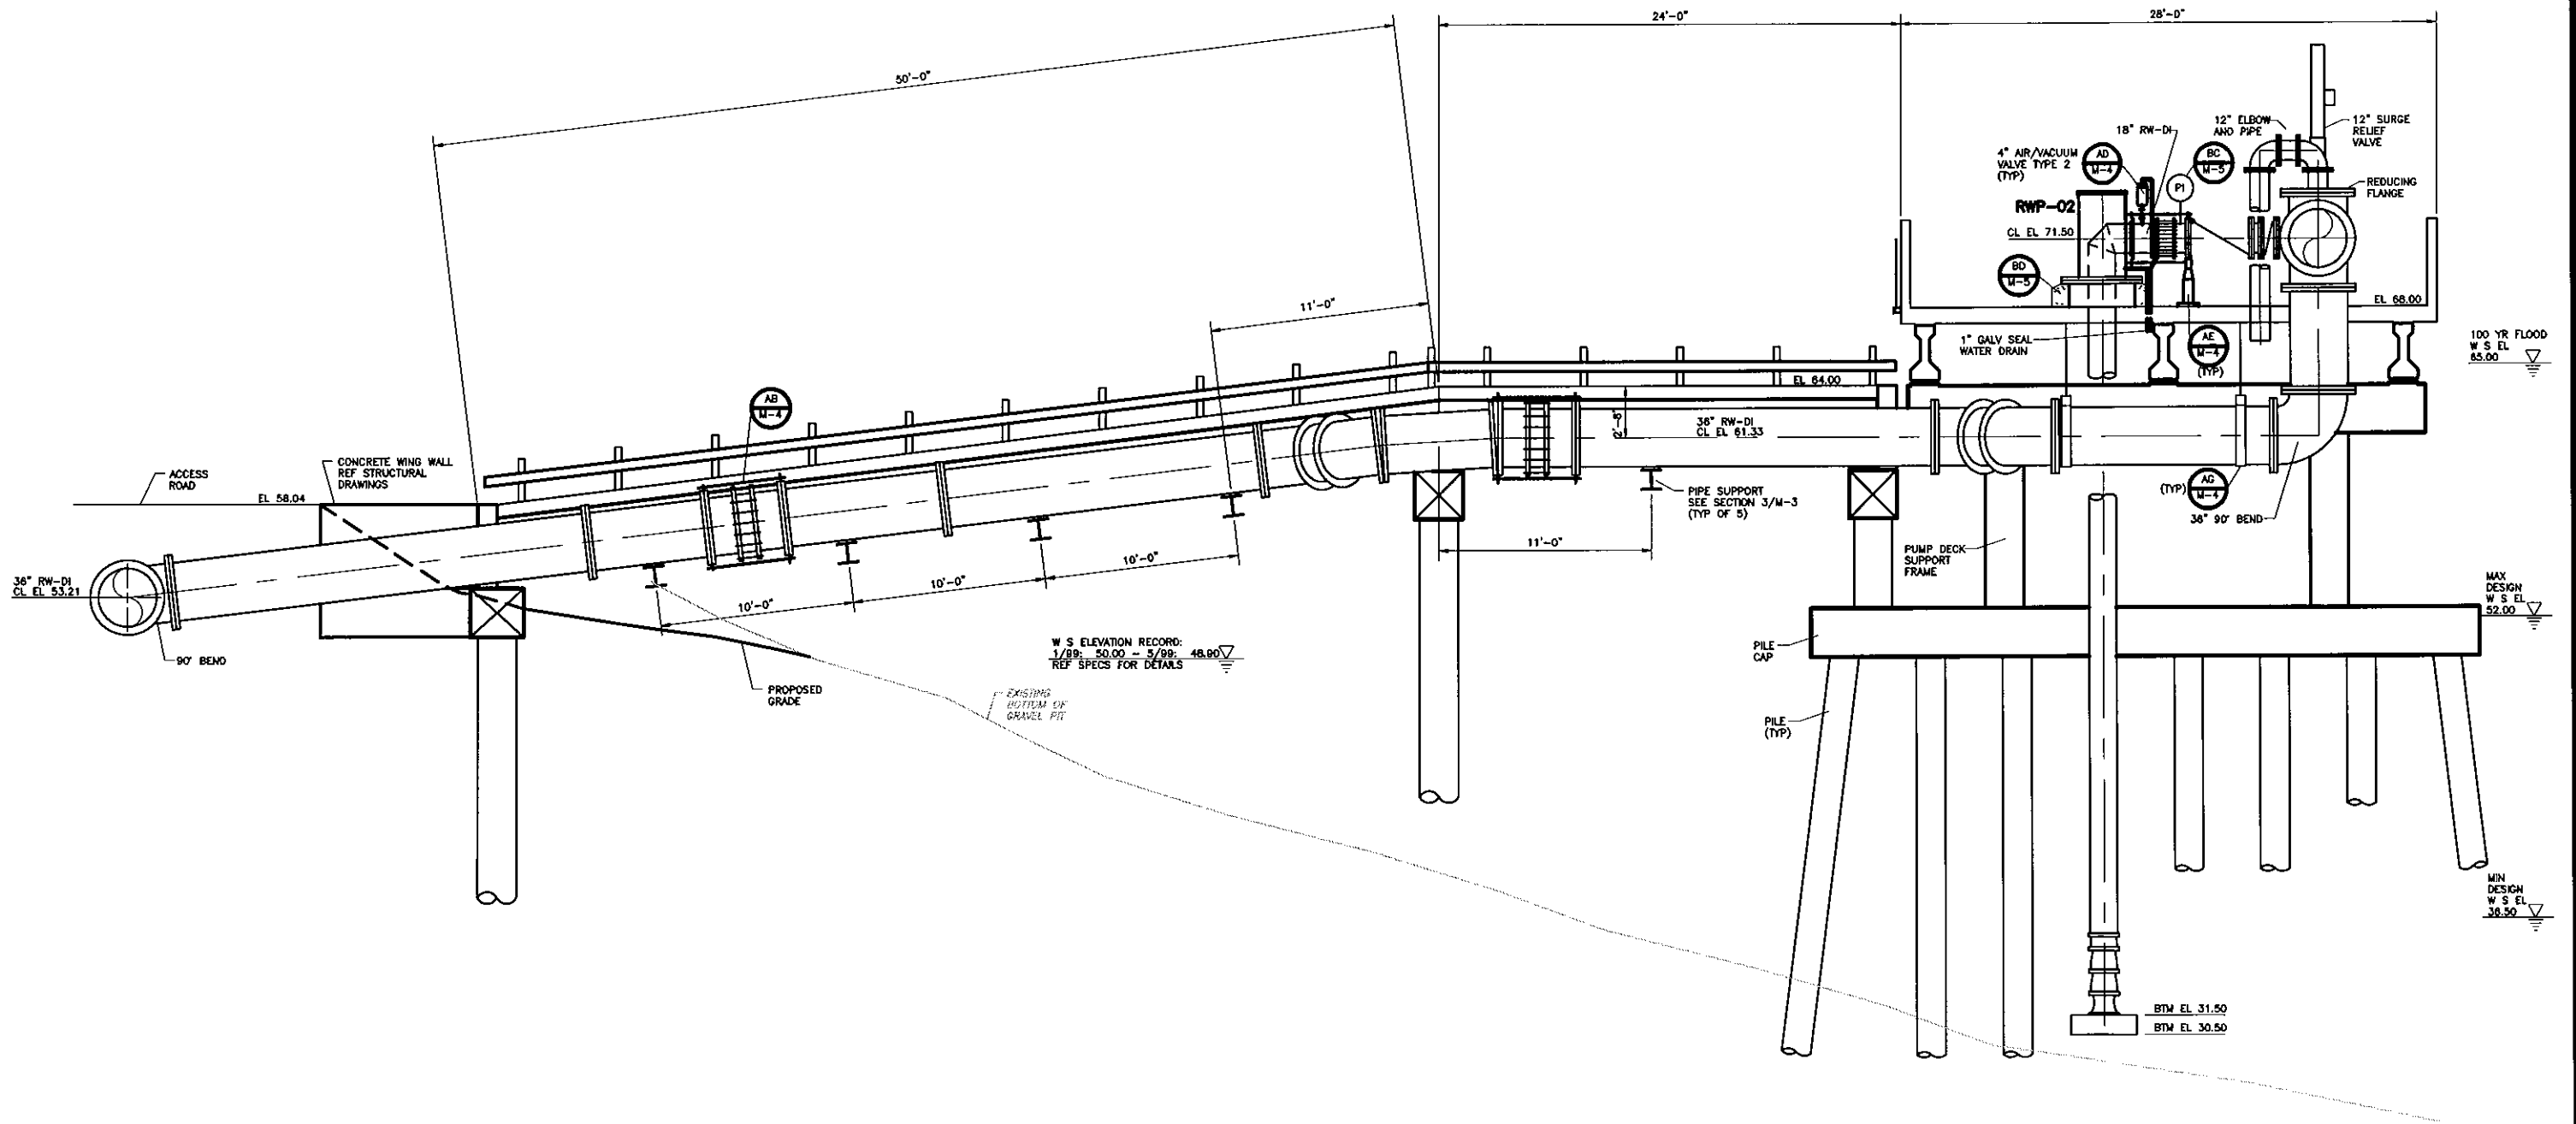 24'-0"
28'-0"
50'-0"
12" ELBOW
AND PIPE
12" SURGE
RELIEF
VALVE
18" RW-DI
4" AIR/VACUUM
VALVE TYPE 2
(TYP)
AD
M-4
BC
M-5
PI
REDUCING
FLANGE
RWP-02
CL EL 71.50
BD
M-5
EL 68.00
11'-0"
1" GALV SEAL
WATER DRAIN
AE
M-4
(TYP)
100 YR FLOOD
W S EL
65.00
EL 64.00
AB
M-4
2'-8"
36" RW-DI
CL EL 61.33
CONCRETE WING WALL
REF STRUCTURAL
DRAWINGS
ACCESS
ROAD
EL 58.04
PIPE SUPPORT
SEE SECTION 3/M-3
(TYP OF 5)
(TYP)
AG
M-4
36" 90° BEND
11'-0"
PUMP DECK
SUPPORT
FRAME
10'-0"
10'-0"
10'-0"
36" RW-DI
CL EL 53.21
MAX
DESIGN
W S EL
52.00
90° BEND
W S ELEVATION RECORD:
1/99: 50.00 - 5/99: 48.90
REF SPECS FOR DETAILS
PILE
CAP
PROPOSED
GRADE
EXISTING
BOTTOM OF
GRAVEL PIT
PILE
(TYP)
MIN
DESIGN
W S EL
36.50
BTM EL 31.50
BTM EL 30.50